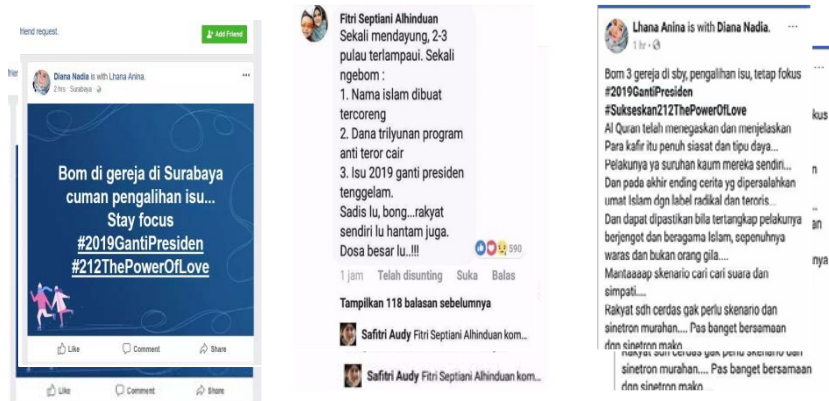 riend request.
Add Friend
Diana Nadia is with Lhana Anina.
2 hrs · Surabaya
Bom di gereja di Surabaya
cuman pengalihan isu...
Stay focus
#2019GantiPresiden
#212ThePowerOfLove
Like Comment Share
Like Comment Share
Fitri Septiani Alhinduan
Sekali mendayung, 2-3
pulau terlampaui. Sekali
ngebom :
1. Nama islam dibuat
tercoreng
2. Dana trilyunan program
anti teror cair
3. Isu 2019 ganti presiden
tenggelam.
Sadis lu, bong...rakyat
sendiri lu hantam juga.
Dosa besar lu..!!!
590
1 jam Telah disunting Suka Balas
Tampilkan 118 balasan sebelumnya
Safitri Audy Fitri Septiani Alhinduan kom...
Safitri Audy Fitri Septiani Alhinduan kom...
Lhana Anina is with Diana Nadia.
1 hr
Bom 3 gereja di sby, pengalihan isu, tetap fokus
#2019GantiPresiden
#Sukseskan212ThePowerOfLove
Al Quran telah menegaskan dan menjelaskan
Para kafir itu penuh siasat dan tipu daya...
Pelakunya ya suruhan kaum mereka sendiri...
Dan pada akhir ending cerita yg dipersalahkan
umat Islam dgn label radikal dan teroris...
Dan dapat dipastikan bila tertangkap pelakunya
berjengot dan beragama Islam, sepenuhnya
waras dan bukan orang gila....
Mantaaaap skenario cari cari suara dan
simpati....
Rakyat sdh cerdas gak perlu skenario dan
sinetron murahan.... Pas banget bersamaan
dgn sinetron mako
Rakyat sdh cerdas gak perlu skenario dan
sinetron murahan.... Pas banget bersamaan
dgn sinetron mako
kus
n
an
nya